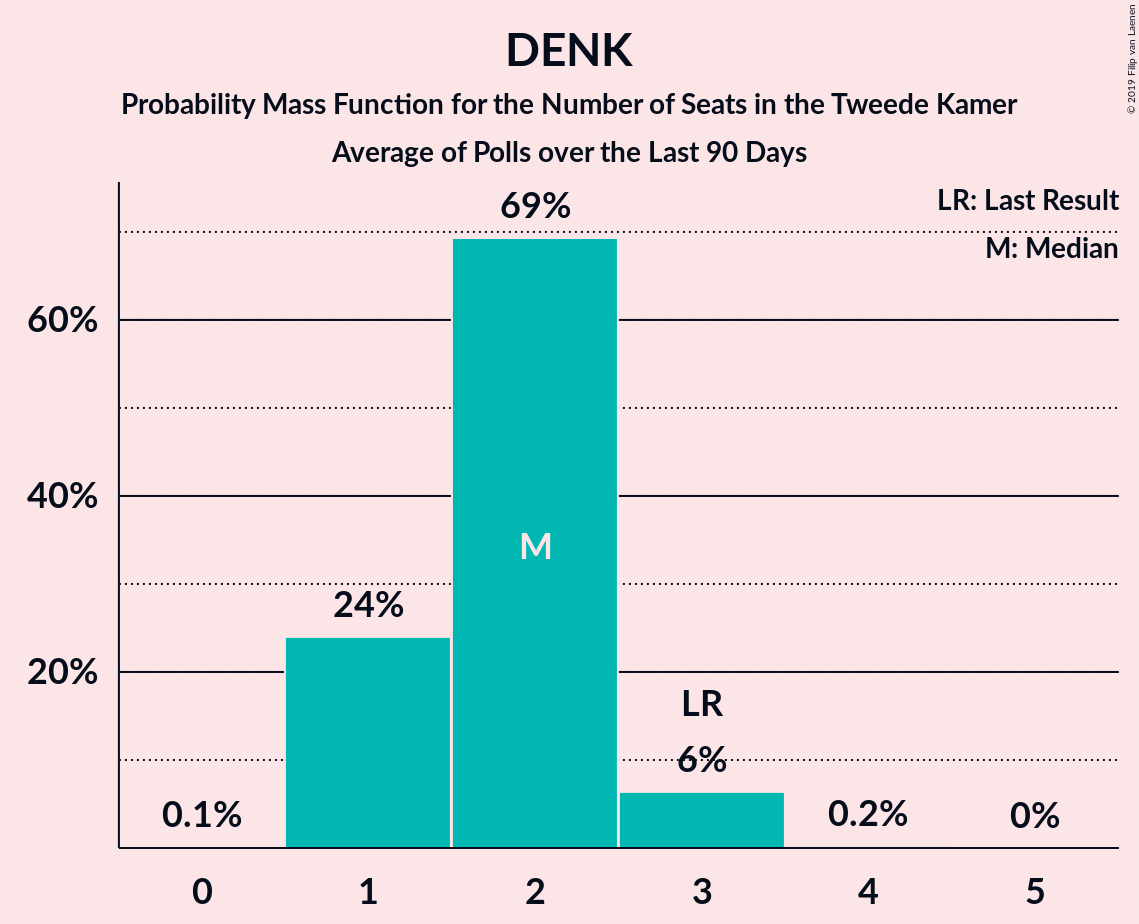 DENK
Probability Mass Function for the Number of Seats in the Tweede Kamer
Average of Polls over the Last 90 Days
© 2019 Filip van Laenen
LR: Last Result
M: Median
69%
60%
40%
M
24%
20%
LR
6%
0.1%
0.2%
0%
0 1 2 3 4 5